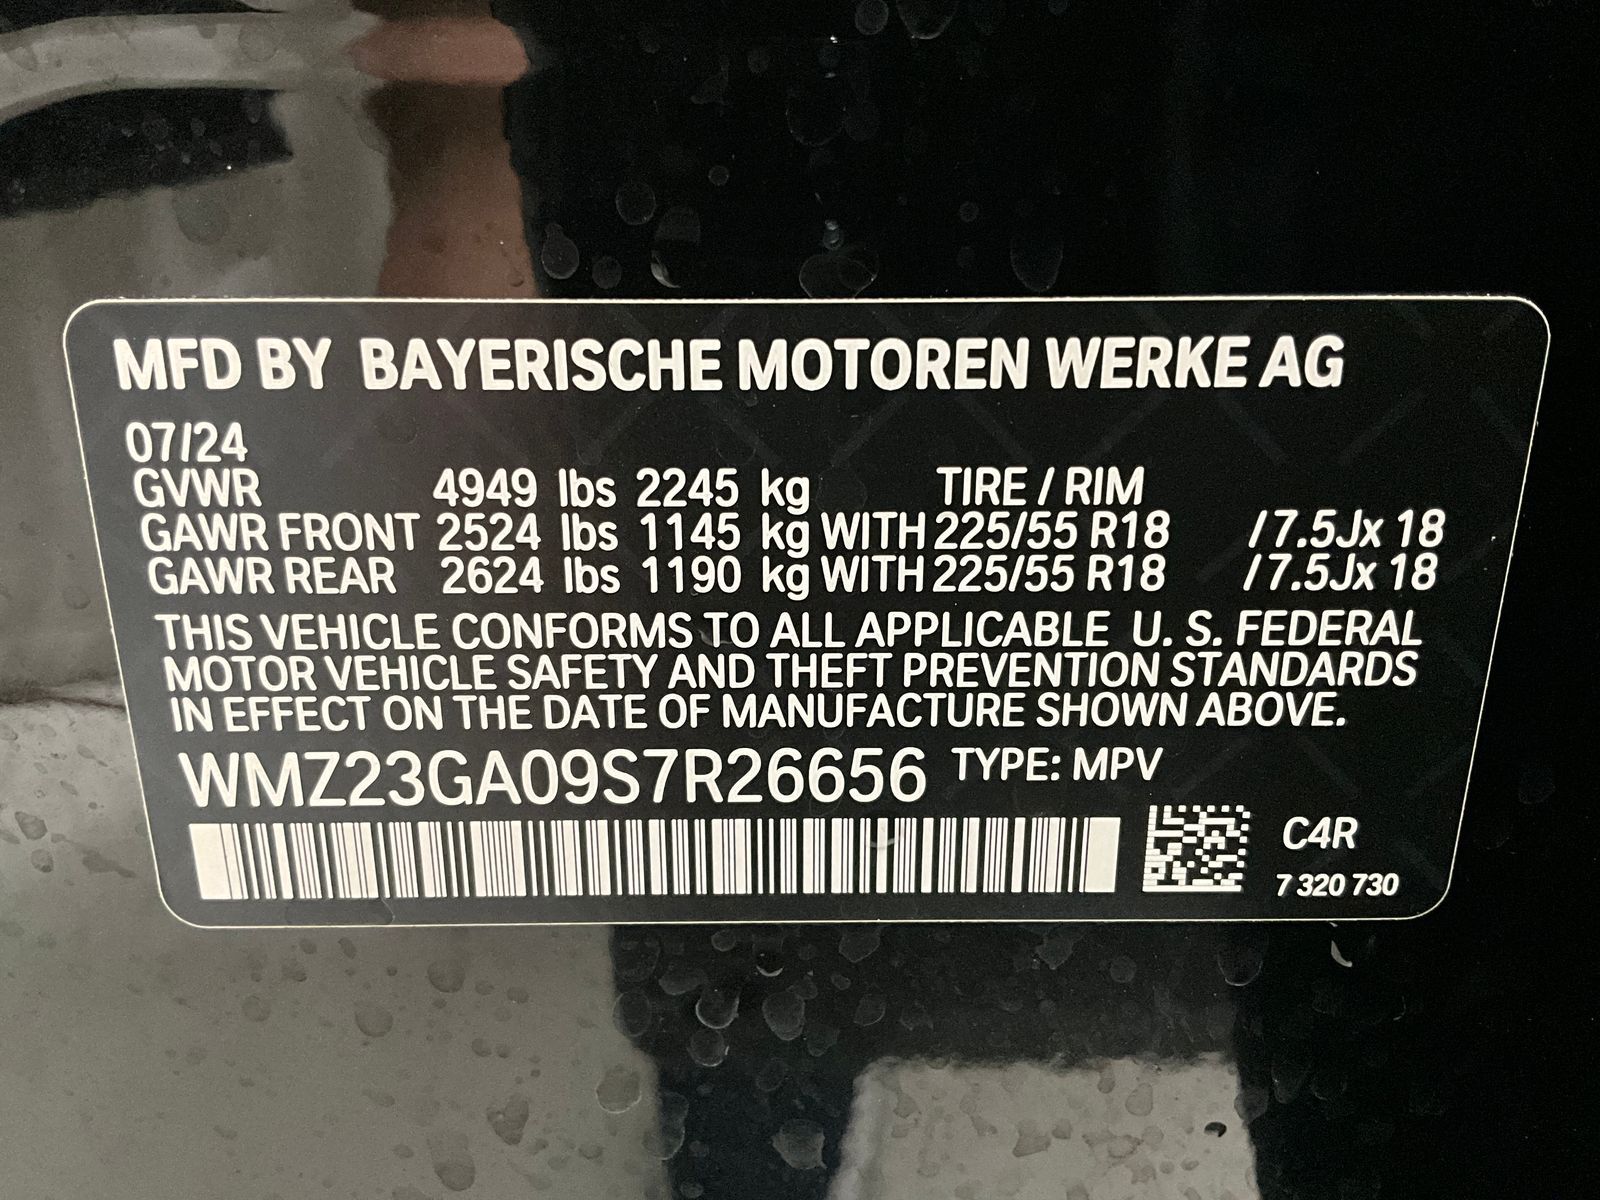 MFD BY BAYERISCHE MOTOREN WERKE AG
07/24
GVWR 4949 lbs 2245 kg TIRE / RIM
GAWR FRONT 2524 lbs 1145 kg WITH 225/55 R18 /7.5Jx 18
GAWR REAR 2624 lbs 1190 kg WITH 225/55 R18 /7.5Jx 18
THIS VEHICLE CONFORMS TO ALL APPLICABLE U. S. FEDERAL
MOTOR VEHICLE SAFETY AND THEFT PREVENTION STANDARDS
IN EFFECT ON THE DATE OF MANUFACTURE SHOWN ABOVE.
WMZ23GA09S7R26656 TYPE: MPV
C4R
7 320 730